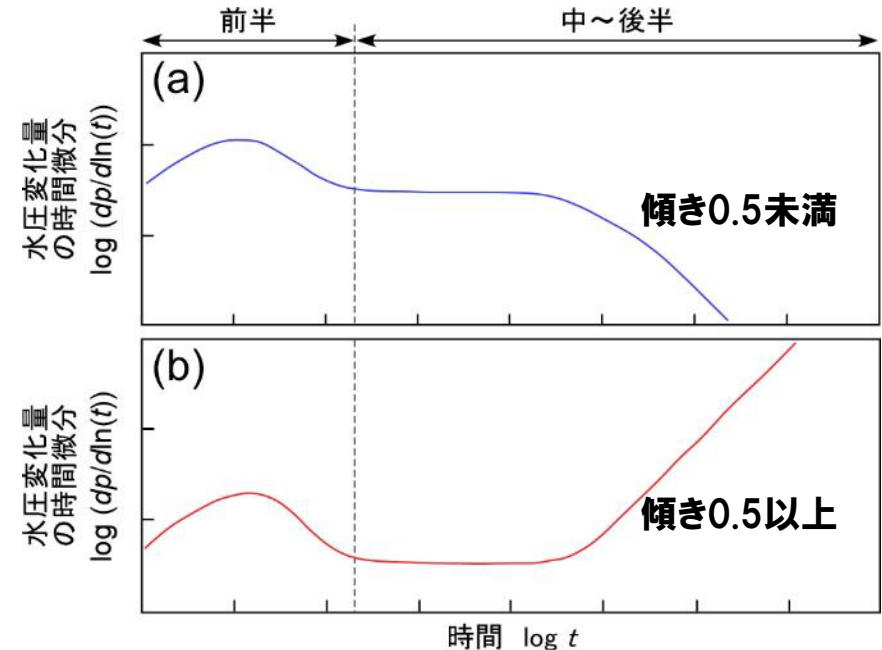 前半
中～後半
(a)
水圧変化量
の時間微分
log (dp/dln(t))
傾き0.5未満
(b)
水圧変化量
の時間微分
log (dp/dln(t))
傾き0.5以上
時間 log t